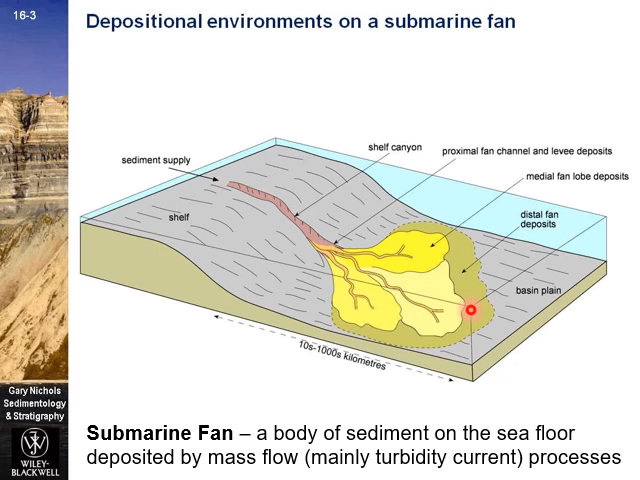 16-3
Depositional environments on a submarine fan
shelf canyon
proximal fan channel and levee deposits
sediment supply
medial fan lobe deposits
shelf
distal fan
deposits
basin plain
10s-1000s kilometres
Gary Nichols
Sedimentology
& Stratigraphy
WILEY-
BLACKWELL
Submarine Fan – a body of sediment on the sea floor
deposited by mass flow (mainly turbidity current) processes